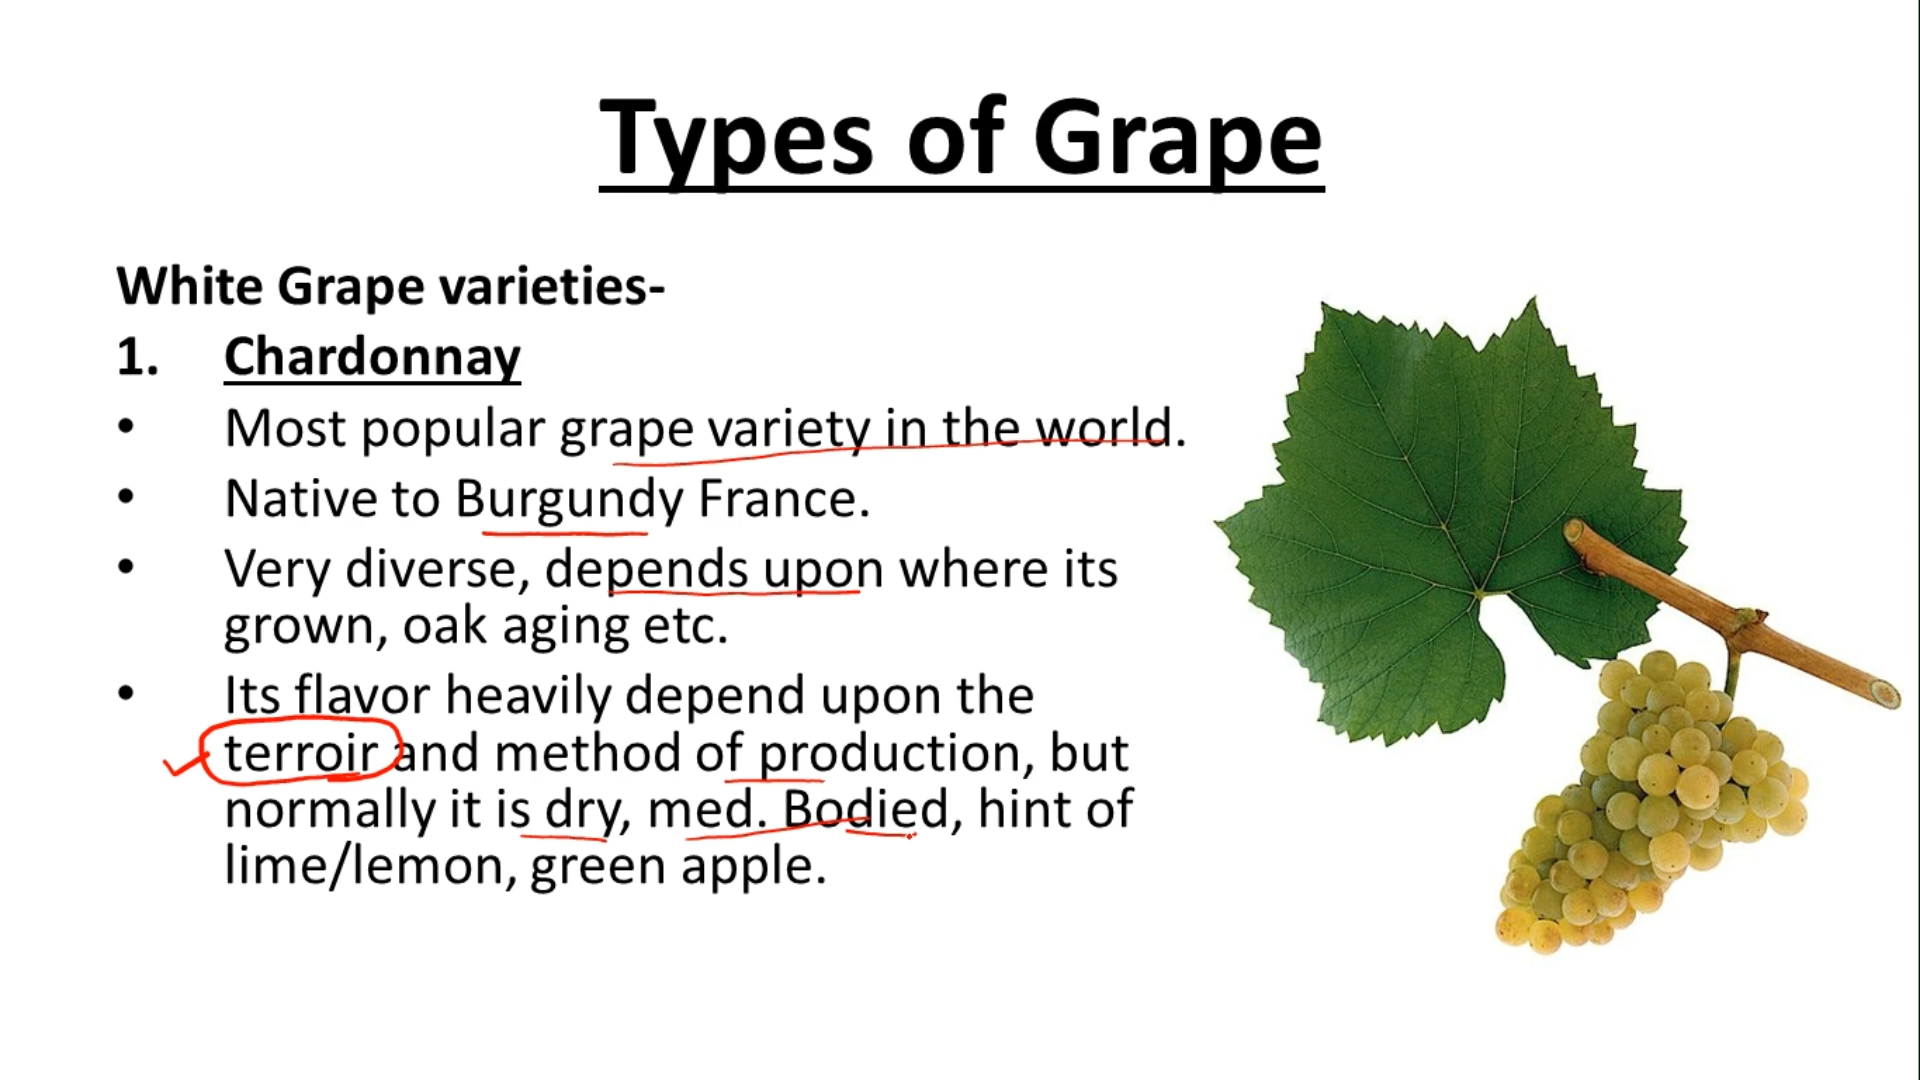 Types of Grape
White Grape varieties-
1. Chardonnay
• Most popular grape variety in the world.
• Native to Burgundy France.
• Very diverse, depends upon where its
grown, oak aging etc.
• Its flavor heavily depend upon the
terroir and method of production, but
normally it is dry, med. Bodied, hint of
lime/lemon, green apple.